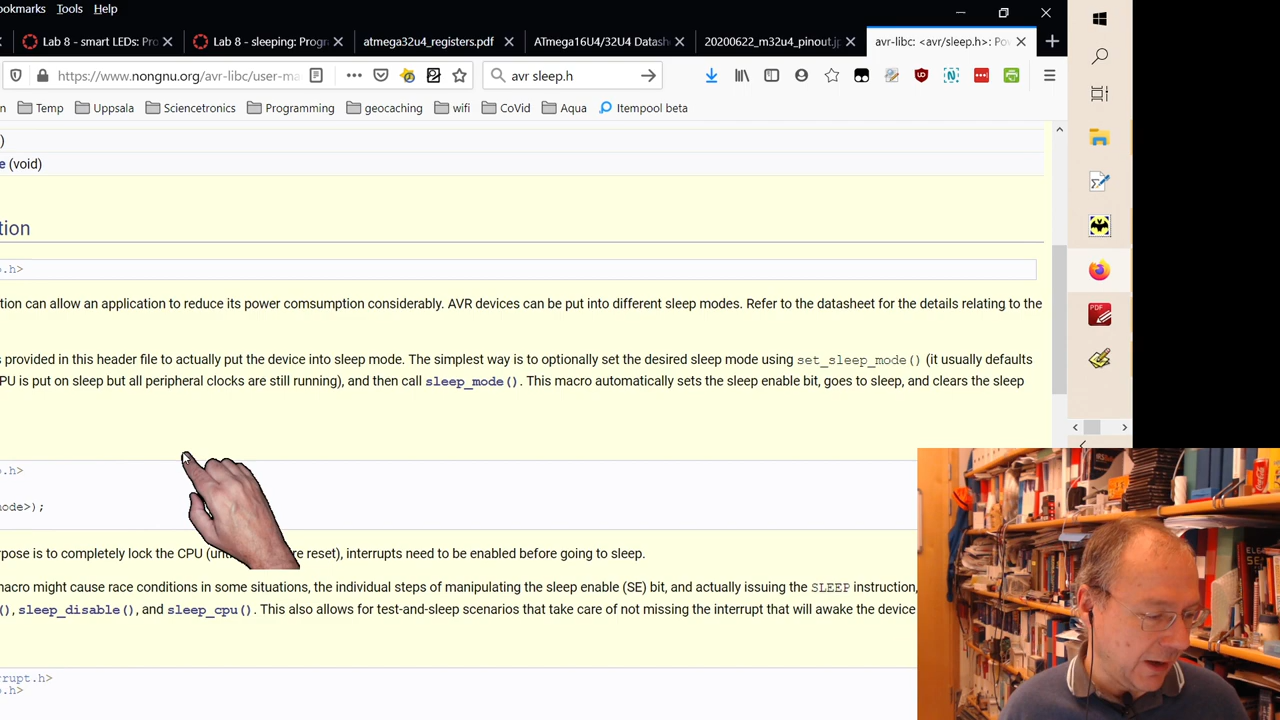 ookmarks Tools Help
Lab 8 - smart LEDs: Pro
Lab 8 - sleeping: Progr
atmega32u4_registers.pdf
ATmega16U4/32U4 Datash
20200622_m32u4_pinout.j
avr-libc: <avr/sleep.h>: Po
https://www.nongnu.org/avr-libc/user-ma
avr sleep.h
n Temp Uppsala Sciencetronics Programming geocaching wifi CoVid Aqua Itempool beta
)
e (void)
tion
.h>
tion can allow an application to reduce its power comsumption considerably. AVR devices can be put into different sleep modes. Refer to the datasheet for the details relating to the
s provided in this header file to actually put the device into sleep mode. The simplest way is to optionally set the desired sleep mode using set_sleep_mode() (it usually defaults
PU is put on sleep but all peripheral clocks are still running), and then call sleep_mode(). This macro automatically sets the sleep enable bit, goes to sleep, and clears the sleep
.h>
mode>);
rpose is to completely lock the CPU re reset), interrupts need to be enabled before going to sleep.
macro might cause race conditions in some situations, the individual steps of manipulating the sleep enable (SE) bit, and actually issuing the SLEEP instruction,
(), sleep_disable(), and sleep_cpu(). This also allows for test-and-sleep scenarios that take care of not missing the interrupt that will awake the device
rrupt.h>
.h>
PDF